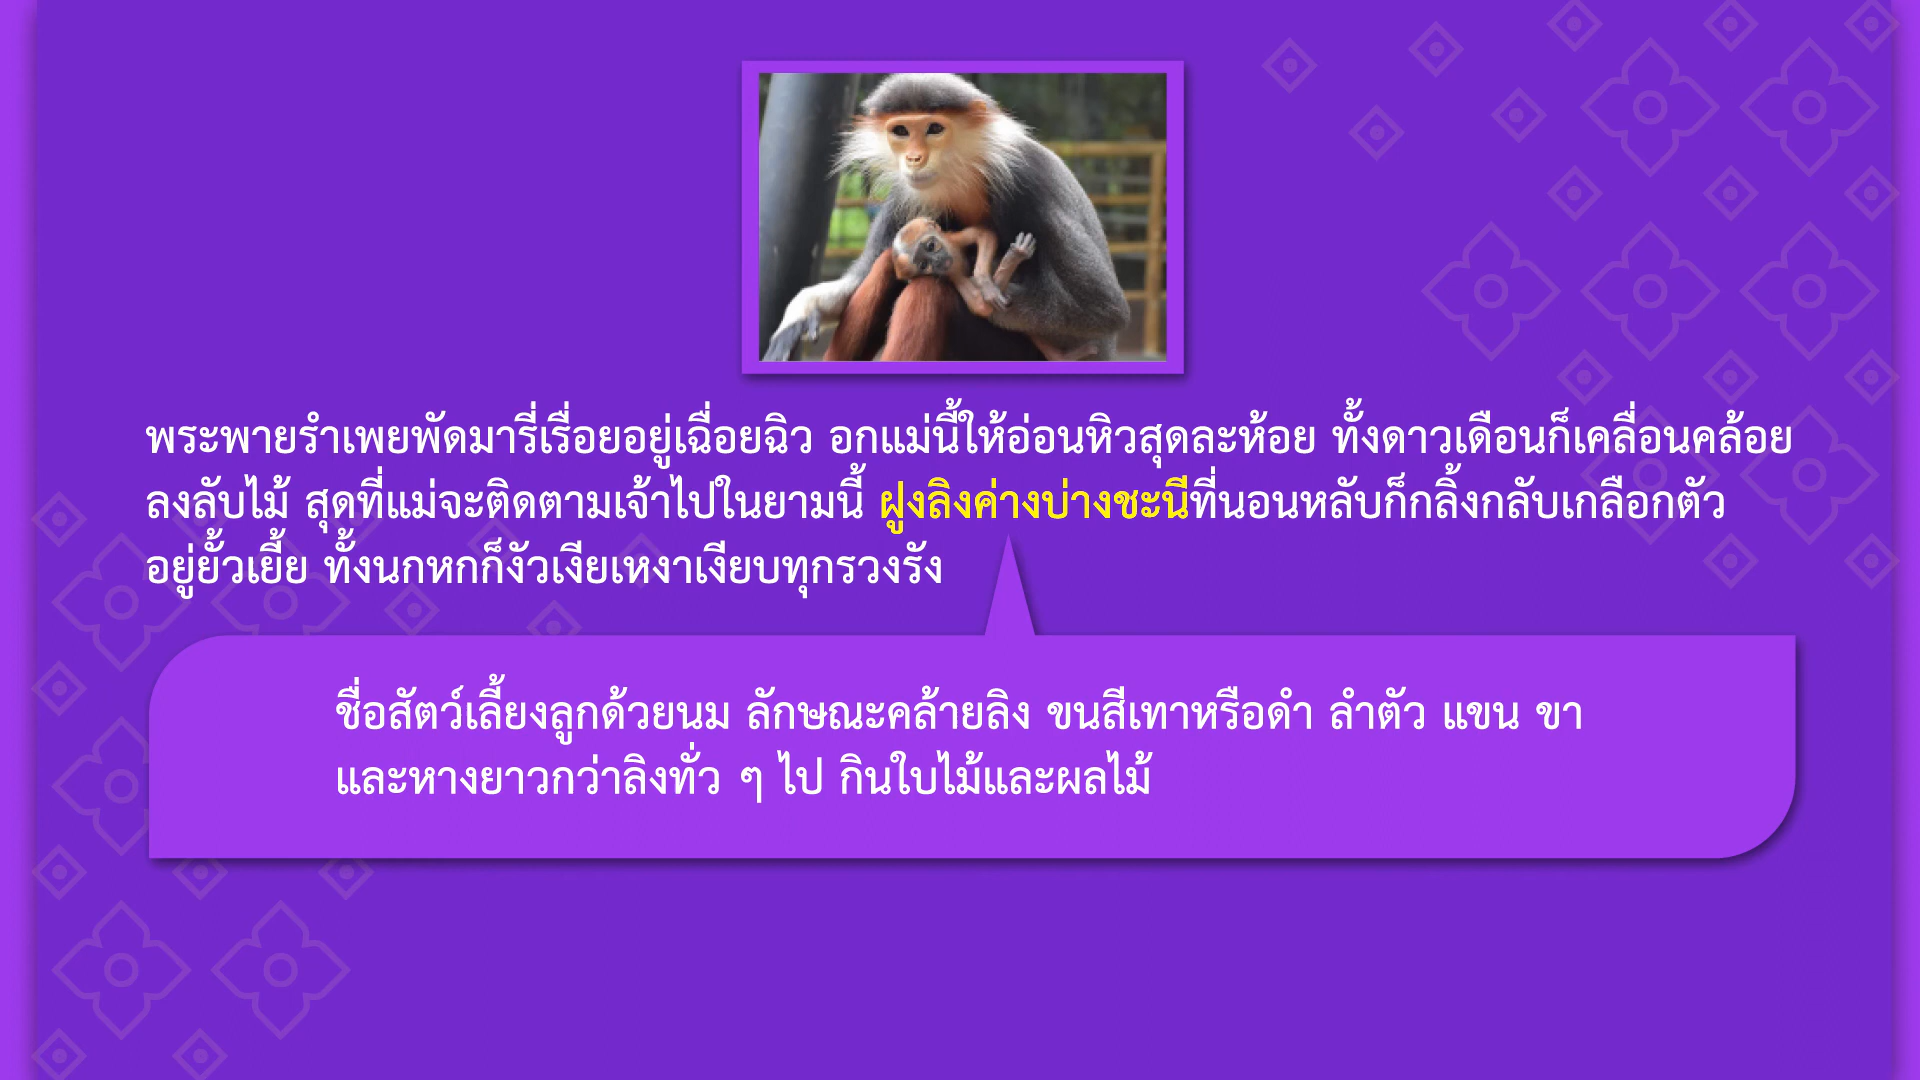 พระพายรำเพยพัดมารี่เรื่อยอยู่เฉื่อยฉิว อกแม่นี้ให้อ่อนหิวสุดละห้อย ทั้งดาวเดือนก็เคลื่อนคล้อย
ลงลับไม้ สุดที่แม่จะติดตามเจ้าไปในยามนี้ ฝูงลิงค่างบ่างชะนีที่นอนหลับก็กลิ้งกลับเกลือกตัว
อยู่ยั้วเยี้ย ทั้งนกหกก็งัวเงียเหงาเงียบทุกรวงรัง
ชื่อสัตว์เลี้ยงลูกด้วยนม ลักษณะคล้ายลิง ขนสีเทาหรือดำ ลำตัว แขน ขา
และหางยาวกว่าลิงทั่ว ๆ ไป กินใบไม้และผลไม้